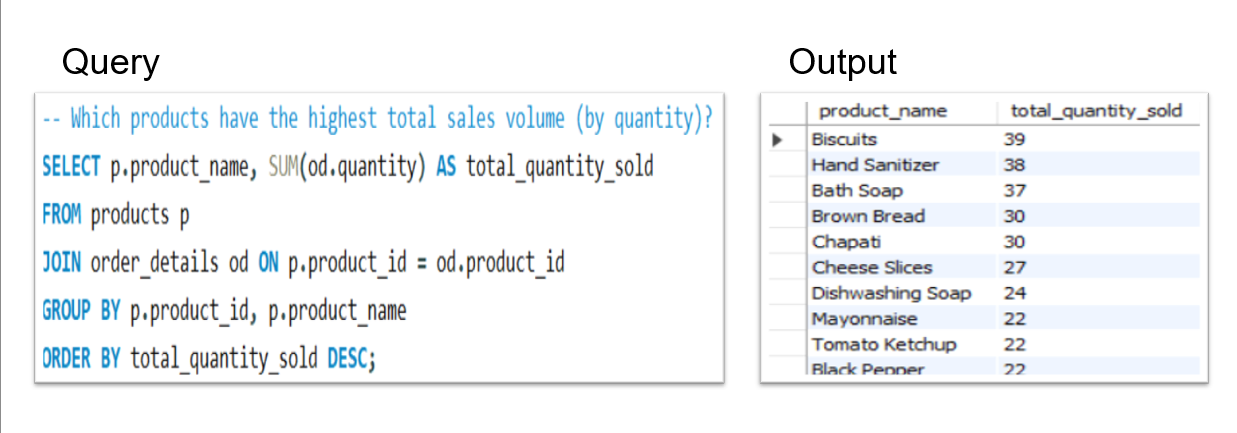 Query
-- Which products have the highest total sales volume (by quantity)?
SELECT p.product_name, SUM(od.quantity) AS total_quantity_sold
FROM products p
JOIN order_details od ON p.product_id = od.product_id
GROUP BY p.product_id, p.product_name
ORDER BY total_quantity_sold DESC;
Output
product_name total_quantity_sold
Biscuits 39
Hand Sanitizer 38
Bath Soap 37
Brown Bread 30
Chapati 30
Cheese Slices 27
Dishwashing Soap 24
Mayonnaise 22
Tomato Ketchup 22
Black Pepper 22